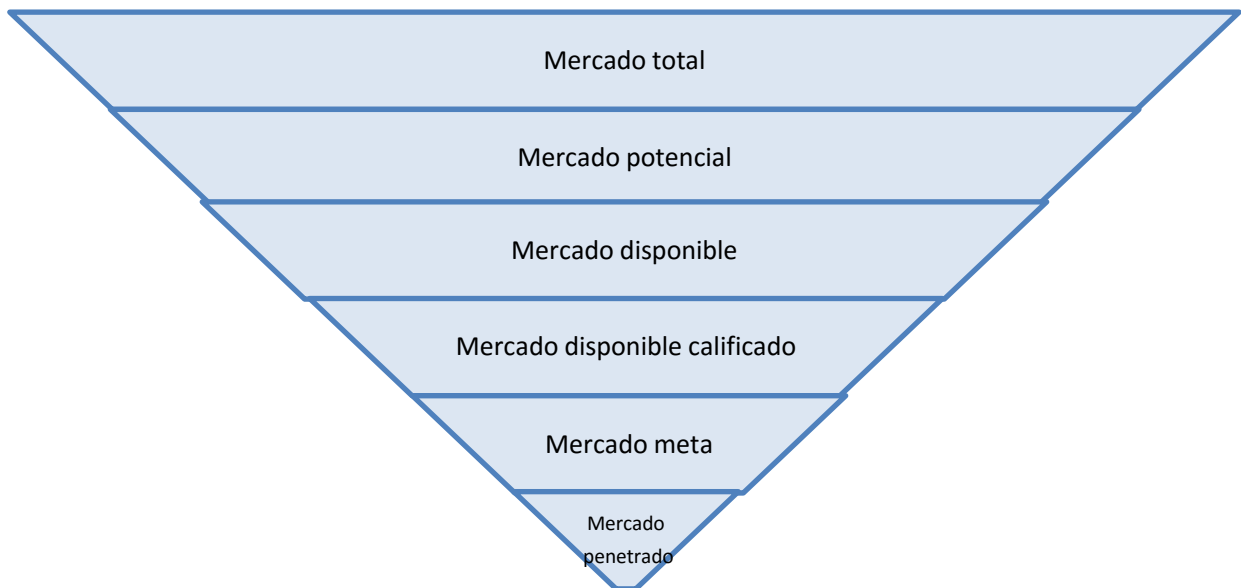 Mercado total
Mercado potencial
Mercado disponible
Mercado disponible calificado
Mercado meta
Mercado
penetrado